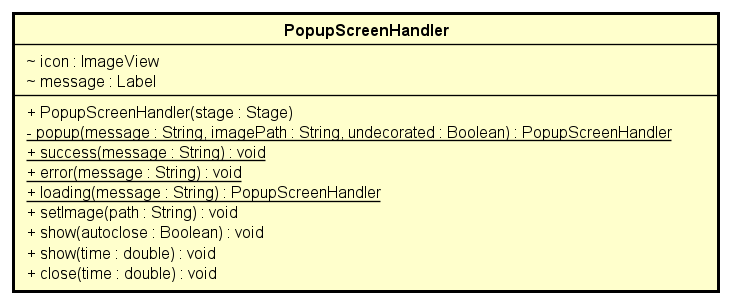 PopupScreenHandler
~ icon : ImageView
~ message : Label
+ PopupScreenHandler(stage : Stage)
- popup(message : String, imagePath : String, undecorated : Boolean) : PopupScreenHandler
+ success(message : String) : void
+ error(message : String) : void
+ loading(message : String) : PopupScreenHandler
+ setImage(path : String) : void
+ show(autoclose : Boolean) : void
+ show(time : double) : void
+ close(time : double) : void